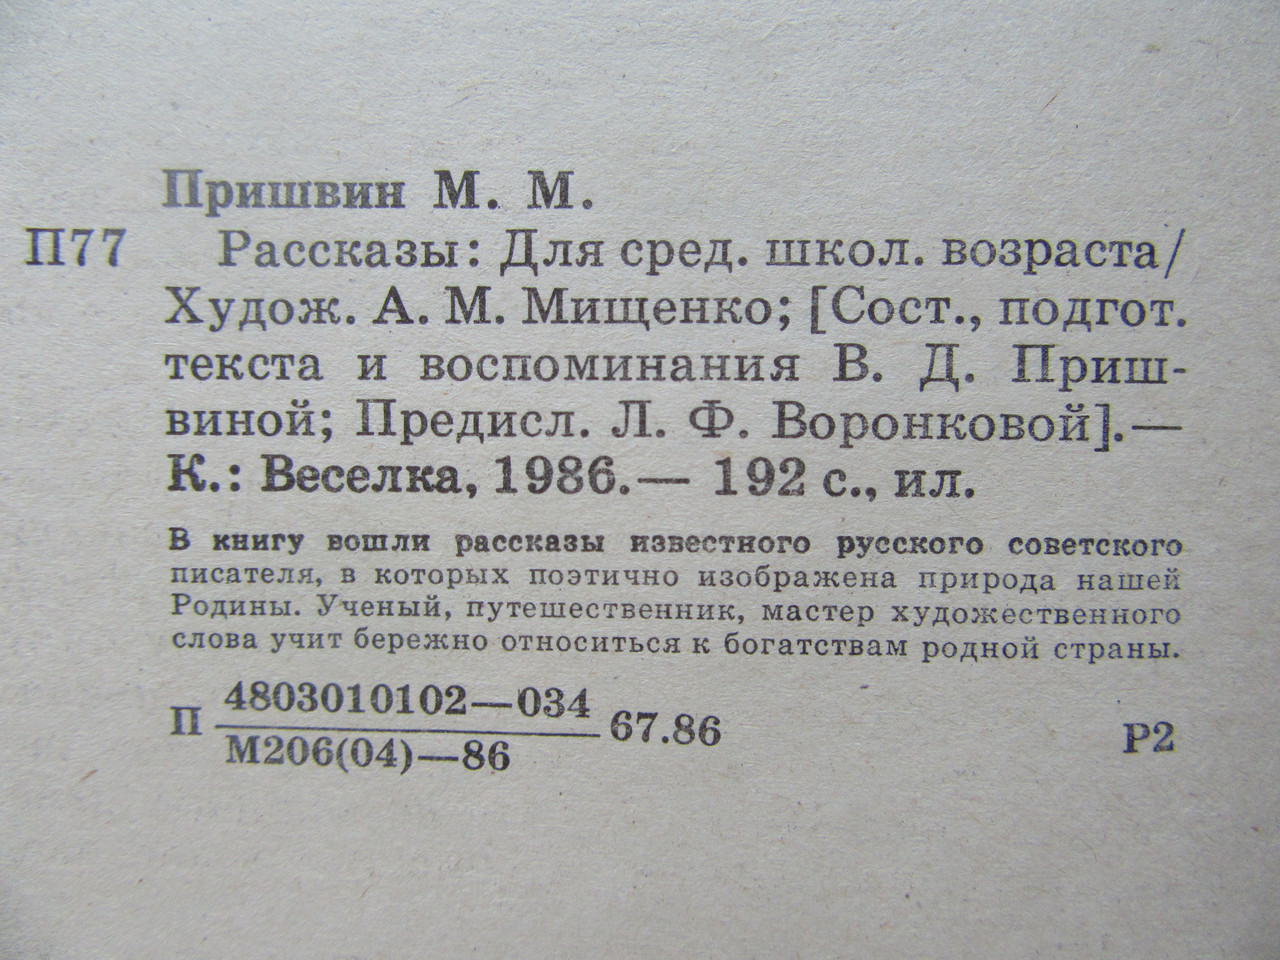 Пришвин М. М.
П77 Рассказы: Для сред. школ. возраста/
Худож. А. М. Мищенко; [Сост., подгот.
текста и воспоминания В. Д. Приш-
виной; Предисл. Л. Ф. Воронковой].—
К.: Веселка, 1986.— 192 с., ил.
В книгу вошли рассказы известного русского советского
писателя, в которых поэтично изображена природа нашей
Родины. Ученый, путешественник, мастер художественного
слова учит бережно относиться к богатствам родной страны.
4803010102—034
П 67.86 Р2
М206(04)—86